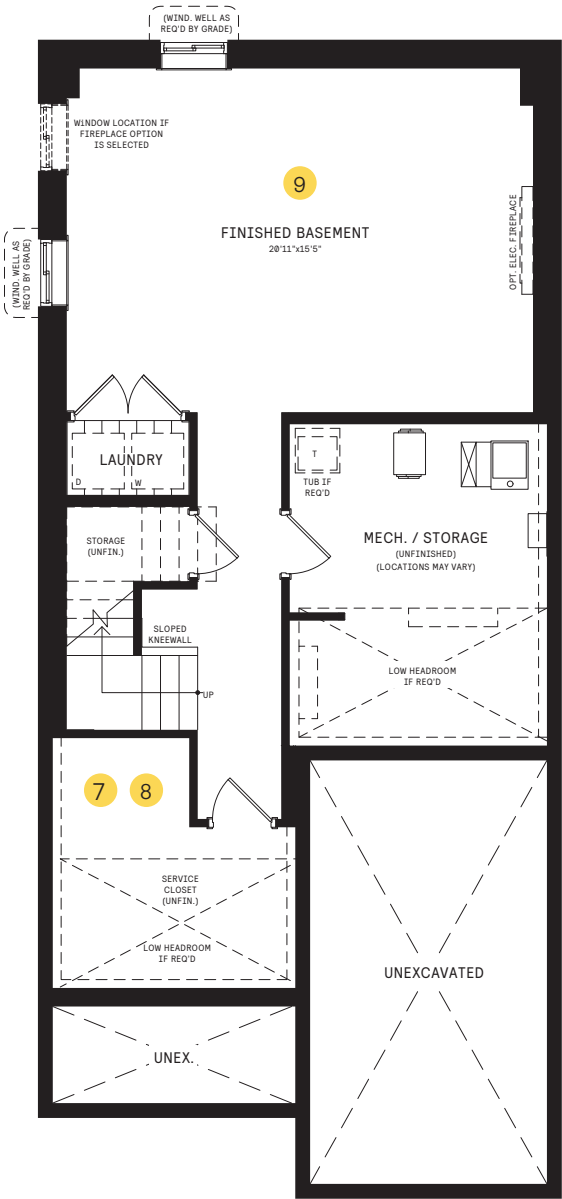 (WIND. WELL AS
REQ'D BY GRADE)
WINDOW LOCATION IF
FIREPLACE OPTION
IS SELECTED
9
FINISHED BASEMENT
20'11"x15'5"
OPT. ELEC. FIREPLACE
(WIND. WELL AS
REQ'D BY GRADE)
LAUNDRY
D
W
T
TUB IF
REQ'D
MECH. / STORAGE
(UNFINISHED)
(LOCATIONS MAY VARY)
STORAGE
(UNFIN.)
SLOPED
KNEEWALL
UP
LOW HEADROOM
IF REQ'D
7
8
SERVICE
CLOSET
(UNFIN.)
LOW HEADROOM
IF REQ'D
UNEXCAVATED
UNEX.